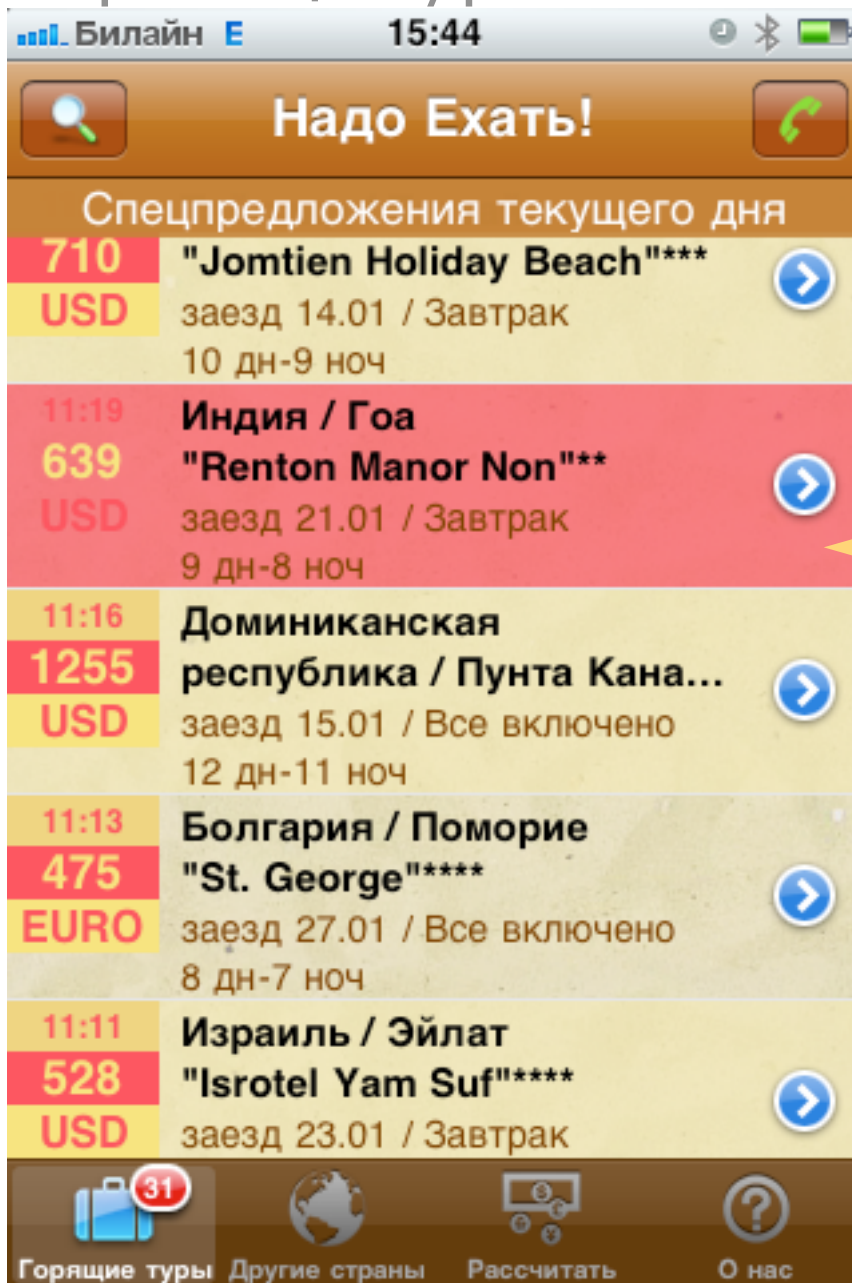 Билайн E 15:44
Надо Ехать!
Спецпредложения текущего дня
710 "Jomtien Holiday Beach"***
USD заезд 14.01 / Завтрак
10 дн-9 ноч
11:19 Индия / Гоа
639 "Renton Manor Non"**
USD заезд 21.01 / Завтрак
9 дн-8 ноч
11:16 Доминиканская
1255 республика / Пунта Кана...
USD заезд 15.01 / Все включено
12 дн-11 ноч
11:13 Болгария / Поморие
475 "St. George"****
EURO заезд 27.01 / Все включено
8 дн-7 ноч
11:11 Израиль / Эйлат
528 "Isrotel Yam Suf"****
USD заезд 23.01 / Завтрак
31
Горящие туры Другие страны Рассчитать О нас